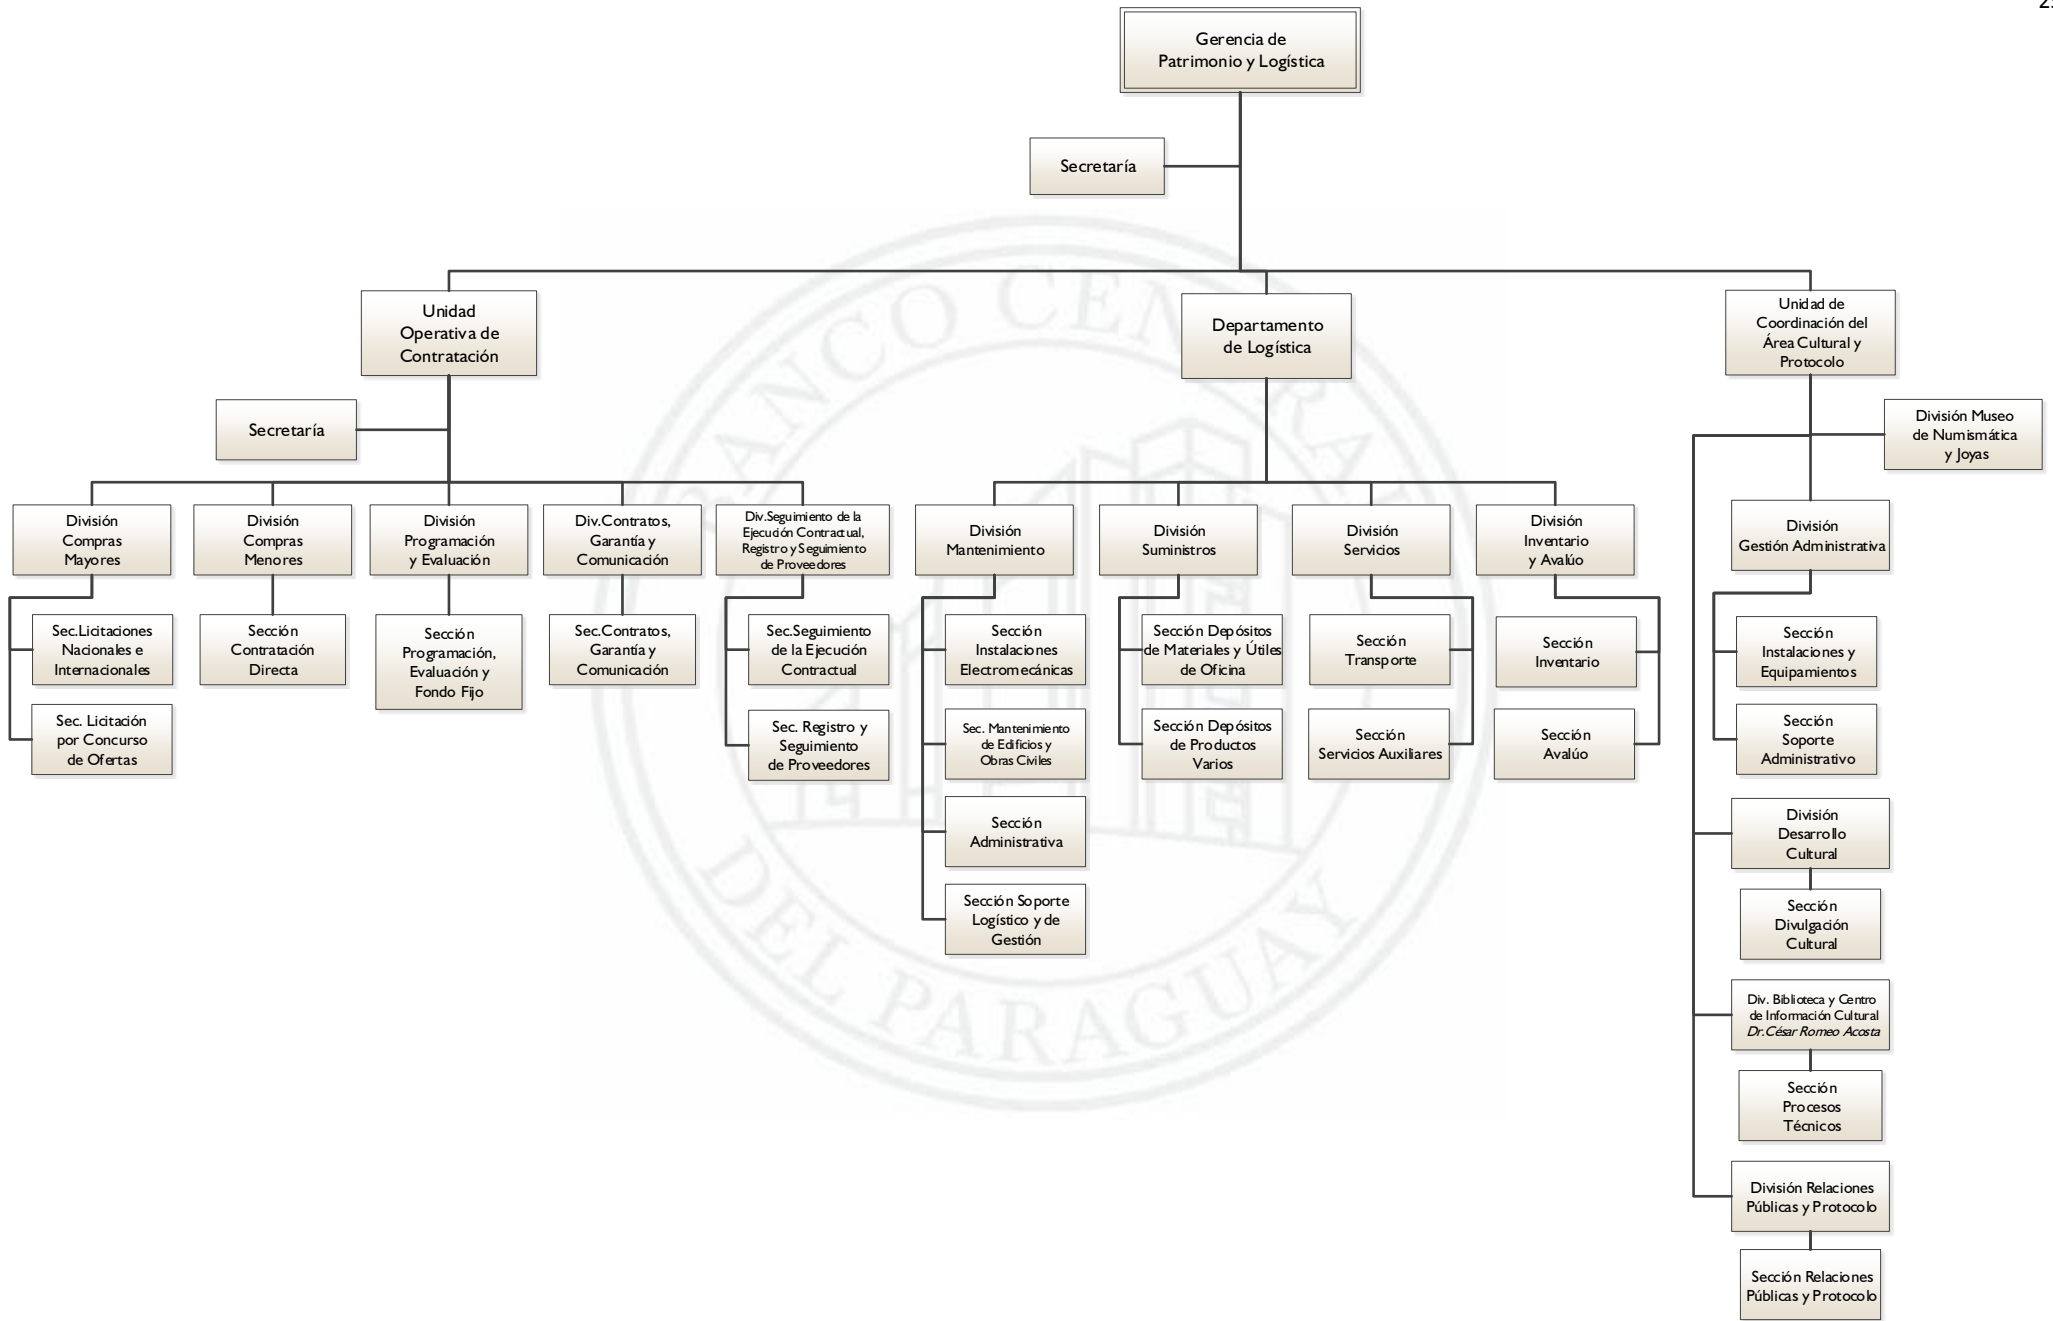 Gerencia de
Patrimonio y Logística
Secretaría
Unidad
Operativa de
Contratación
Departamento
de Logística
Unidad de
Coordinación del
Área Cultural y
Protocolo
Secretaría
División Museo
de Numismática
y Joyas
División
Compras
Mayores
División
Compras
Menores
División
Programación
y Evaluación
Div.Contratos,
Garantía y
Comunicación
Div.Seguimiento de la
Ejecución Contractual,
Registro y Seguimiento
de Proveedores
División
Mantenimiento
División
Suministros
División
Servicios
División
Inventario
y Avalúo
División
Gestión Administrativa
Sec.Licitaciones
Nacionales e
Internacionales
Sección
Contratación
Directa
Sección
Programación,
Evaluación y
Fondo Fijo
Sec.Contratos,
Garantía y
Comunicación
Sec.Seguimiento
de la Ejecución
Contractual
Sección
Instalaciones
Electromecánicas
Sección Depósitos
de Materiales y Útiles
de Oficina
Sección
Transporte
Sección
Inventario
Sección
Instalaciones y
Equipamientos
Sec. Licitación
por Concurso
de Ofertas
Sec. Registro y
Seguimiento
de Proveedores
Sec. Mantenimiento
de Edificios y
Obras Civiles
Sección Depósitos
de Productos
Varios
Sección
Servicios Auxiliares
Sección
Avalúo
Sección
Soporte
Administrativo
Sección
Administrativa
División
Desarrollo
Cultural
Sección Soporte
Logístico y de
Gestión
Sección
Divulgación
Cultural
Div. Biblioteca y Centro
de Información Cultural
Dr.César Romeo Acosta
Sección
Procesos
Técnicos
División Relaciones
Públicas y Protocolo
Sección Relaciones
Públicas y Protocolo
BANCO CENTRAL
DEL PARAGUAY